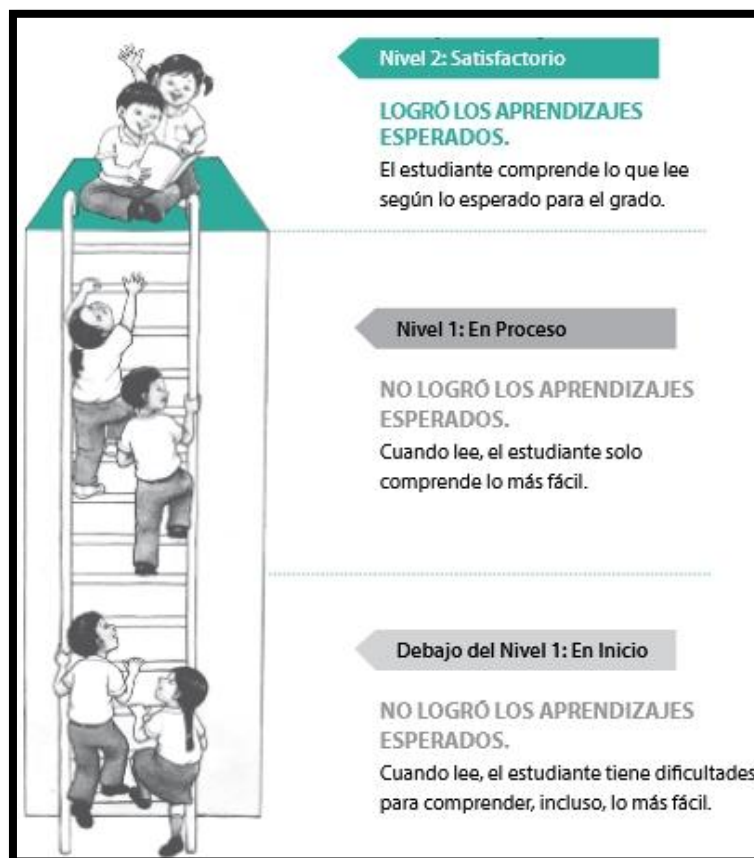 Nivel 2: Satisfactorio
LOGRÓ LOS APRENDIZAJES
ESPERADOS.
El estudiante comprende lo que lee
según lo esperado para el grado.
Nivel 1: En Proceso
NO LOGRÓ LOS APRENDIZAJES
ESPERADOS.
Cuando lee, el estudiante solo
comprende lo más fácil.
Debajo del Nivel 1: En Inicio
NO LOGRÓ LOS APRENDIZAJES
ESPERADOS.
Cuando lee, el estudiante tiene dificultades
para comprender, incluso, lo más fácil.